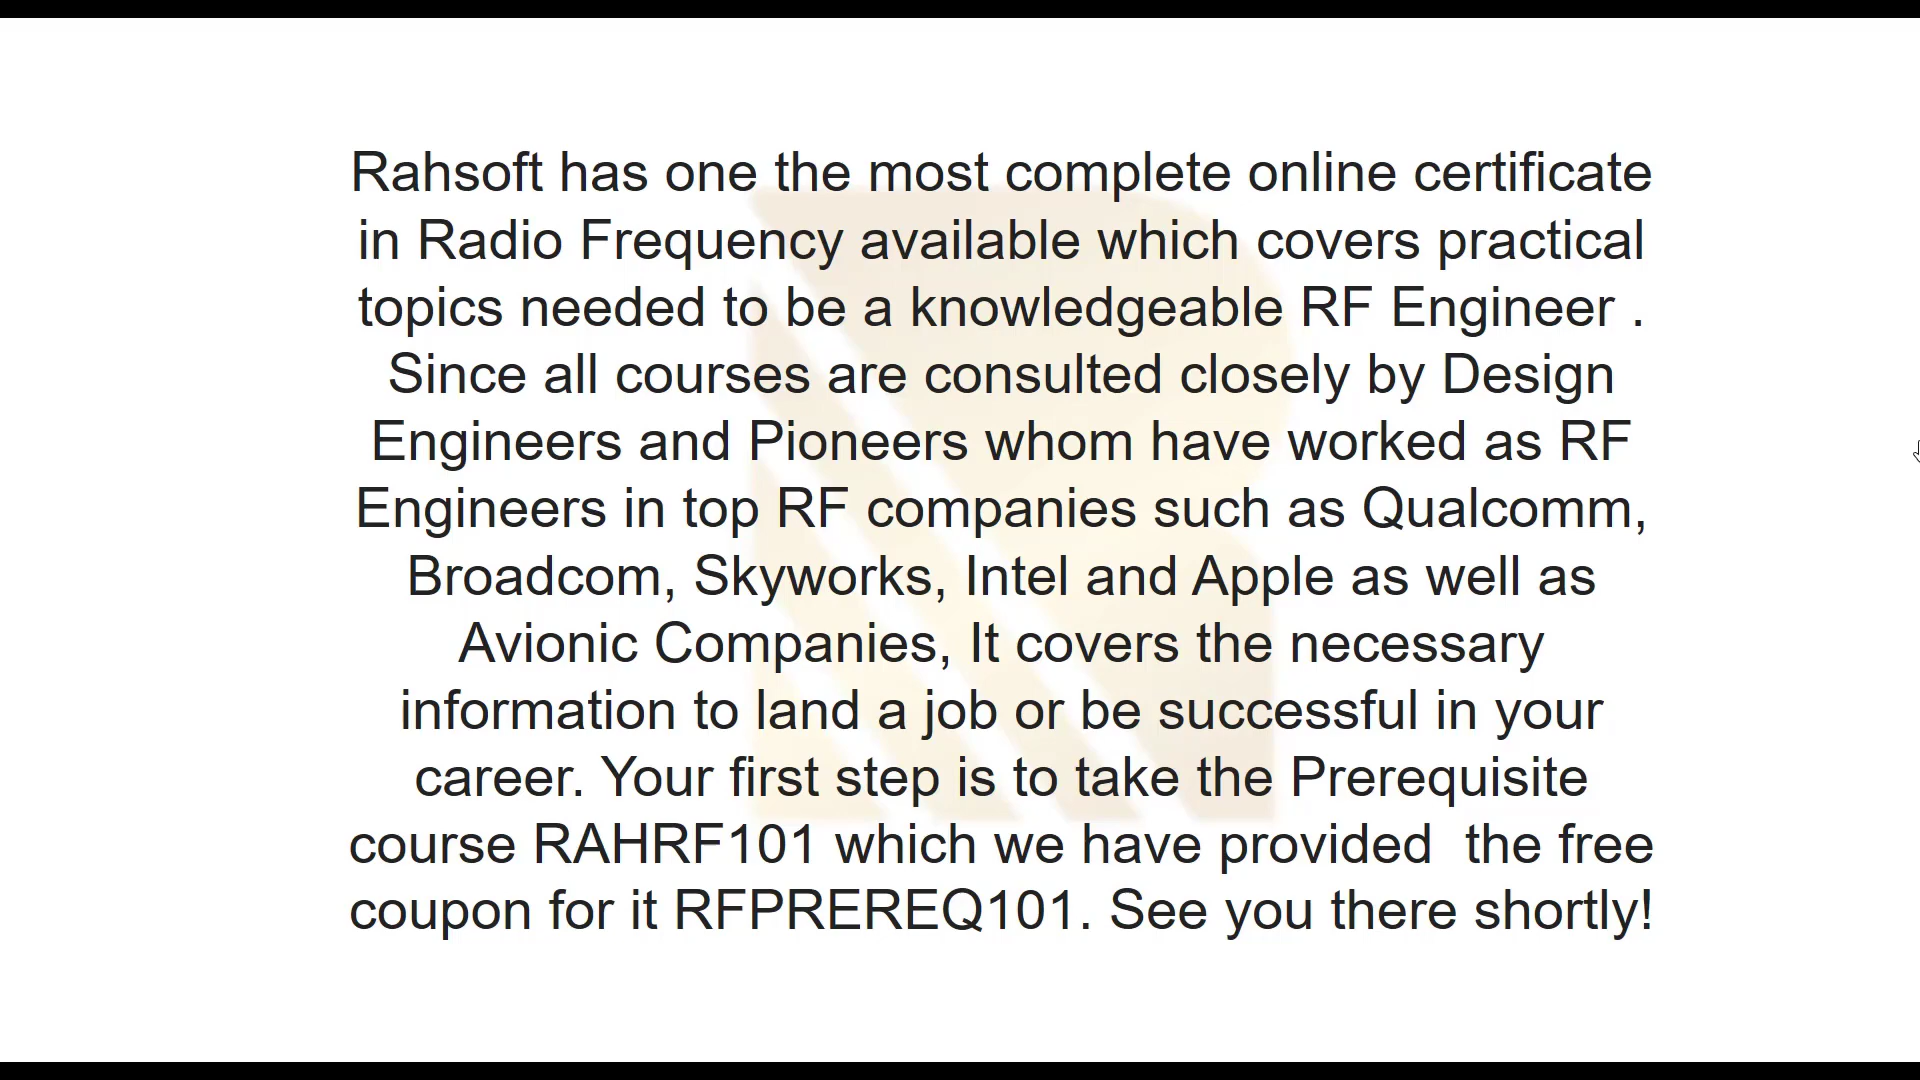 Rahsoft has one the most complete online certificate
in Radio Frequency available which covers practical
topics needed to be a knowledgeable RF Engineer .
Since all courses are consulted closely by Design
Engineers and Pioneers whom have worked as RF
Engineers in top RF companies such as Qualcomm,
Broadcom, Skyworks, Intel and Apple as well as
Avionic Companies, It covers the necessary
information to land a job or be successful in your
career. Your first step is to take the Prerequisite
course RAHRF101 which we have provided  the free
coupon for it RFPREREQ101. See you there shortly!